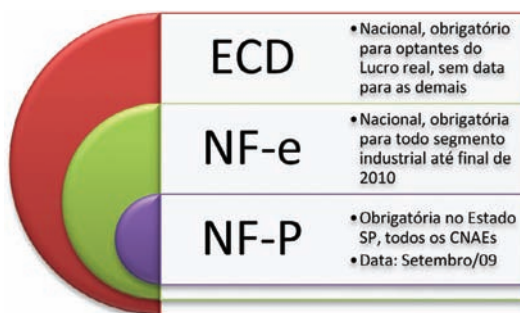 ECD
•Nacional, obrigatório
para optantes do
Lucro real, sem data
para as demais
NF-e
•Nacional, obrigatória
para todo segmento
industrial até final de
2010
NF-P
•Obrigatória no Estado
SP, todos os CNAEs
•Data: Setembro/09